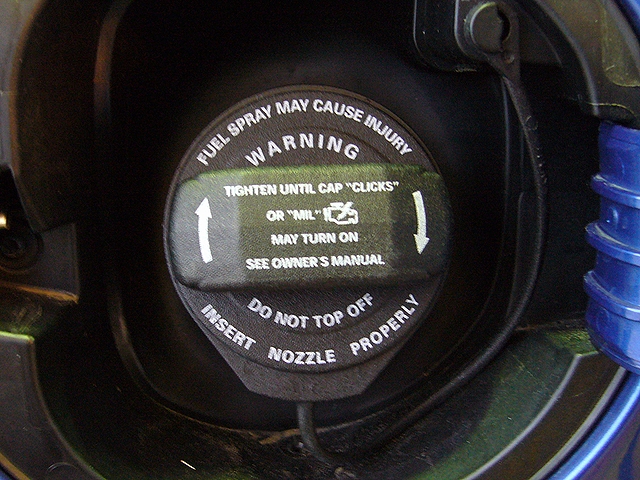 FUEL SPRAY MAY CAUSE INJURY
WARNING
TIGHTEN UNTIL CAP "CLICKS"
OR "MIL"
MAY TURN ON
SEE OWNER'S MANUAL
DO NOT TOP OFF
INSERT NOZZLE PROPERLY